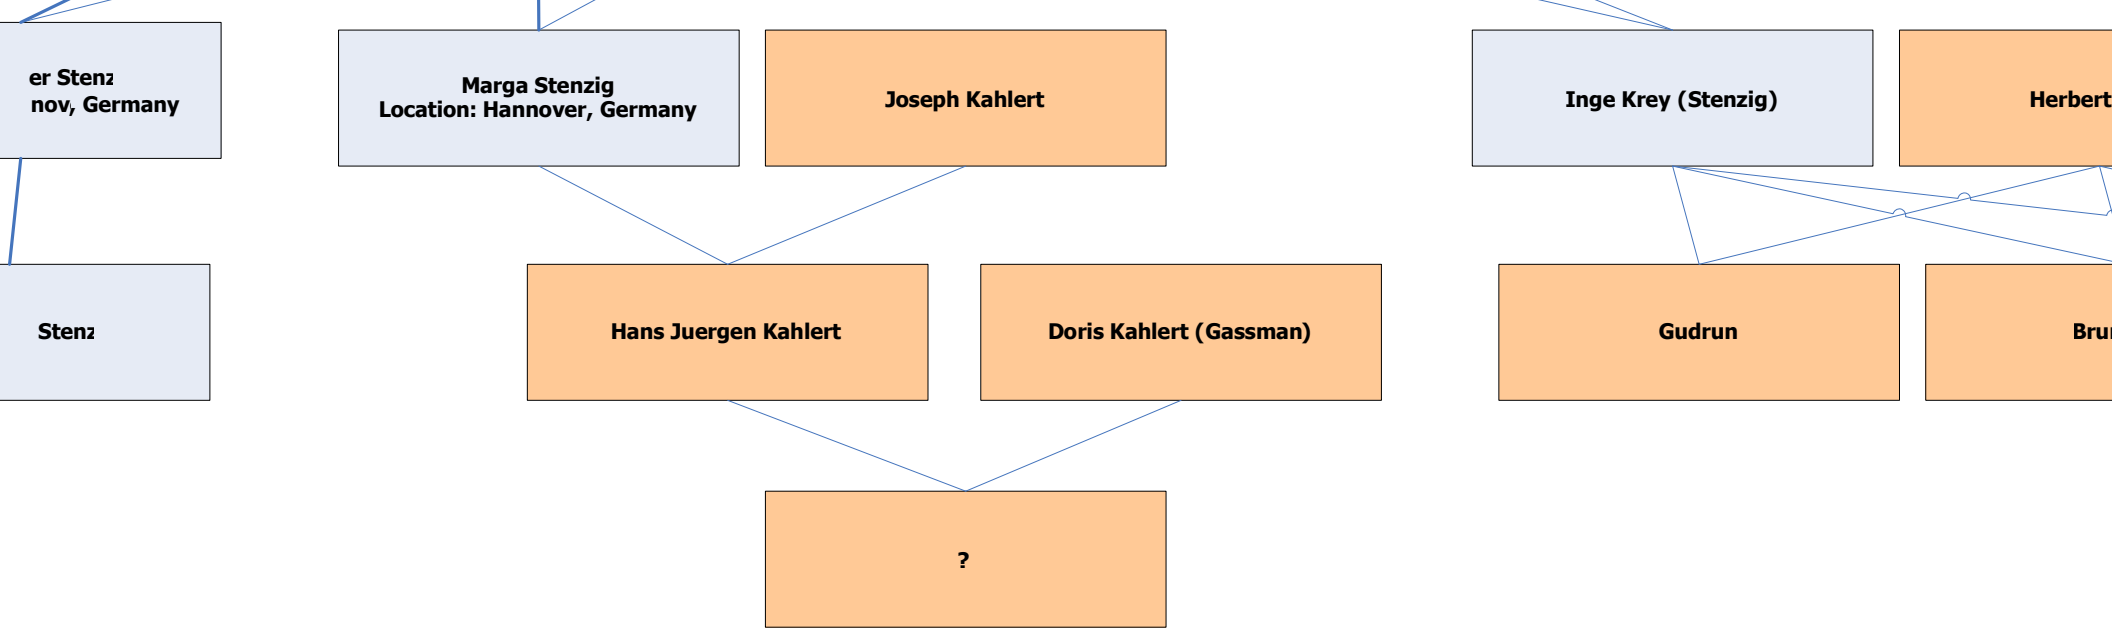 er Stenz
nov, Germany
Marga Stenzig
Location: Hannover, Germany
Joseph Kahlert
Inge Krey (Stenzig)
Herbert
Stenz
Hans Juergen Kahlert
Doris Kahlert (Gassman)
Gudrun
Bru
?